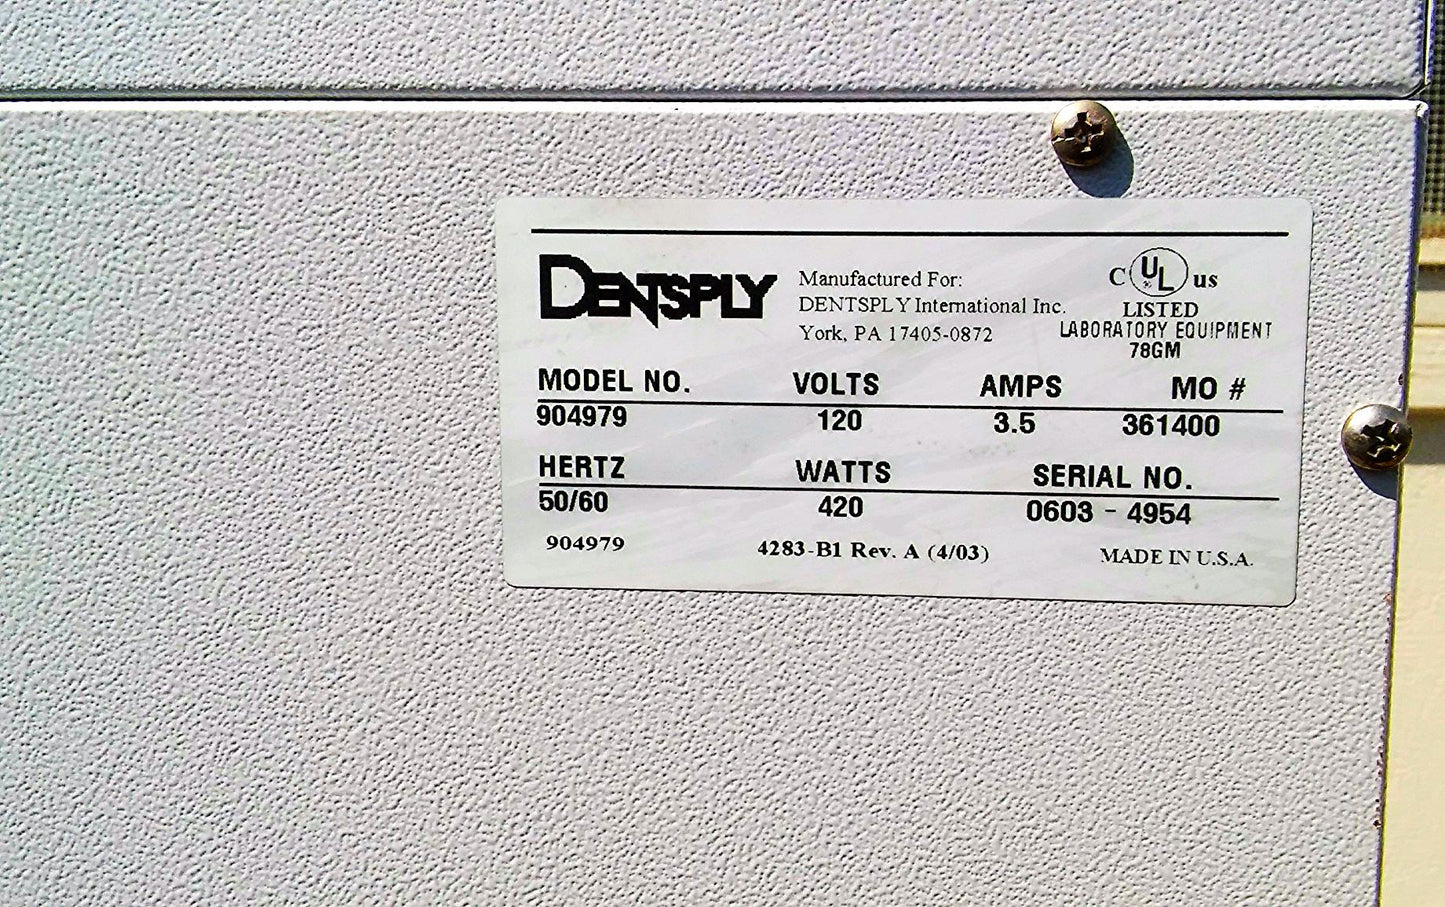 DENTSPLY
Manufactured For:
DENTSPLY International Inc.
York, PA 17405-0872
C UL US
LISTED
LABORATORY EQUIPMENT
78GM
MODEL NO. VOLTS AMPS MO #
904979 120 3.5 361400
HERTZ WATTS SERIAL NO.
50/60 420 0603 - 4954
904979 4283-B1 Rev. A (4/03) MADE IN U.S.A.